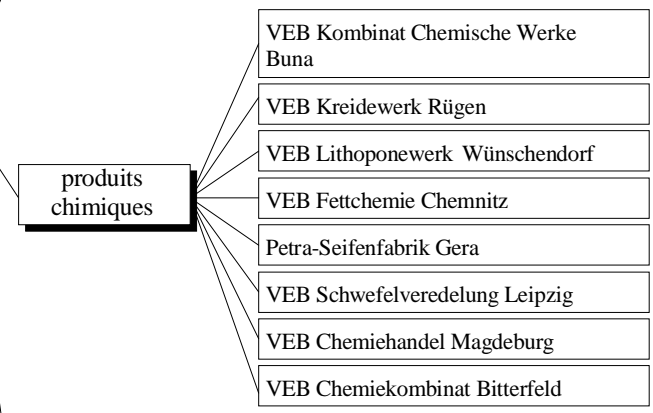 VEB Kombinat Chemische Werke
Buna
VEB Kreidewerk Rügen
VEB Lithoponewerk Wünschendorf
produits
chimiques
VEB Fettchemie Chemnitz
Petra-Seifenfabrik Gera
VEB Schwefelveredelung Leipzig
VEB Chemiehandel Magdeburg
VEB Chemiekombinat Bitterfeld